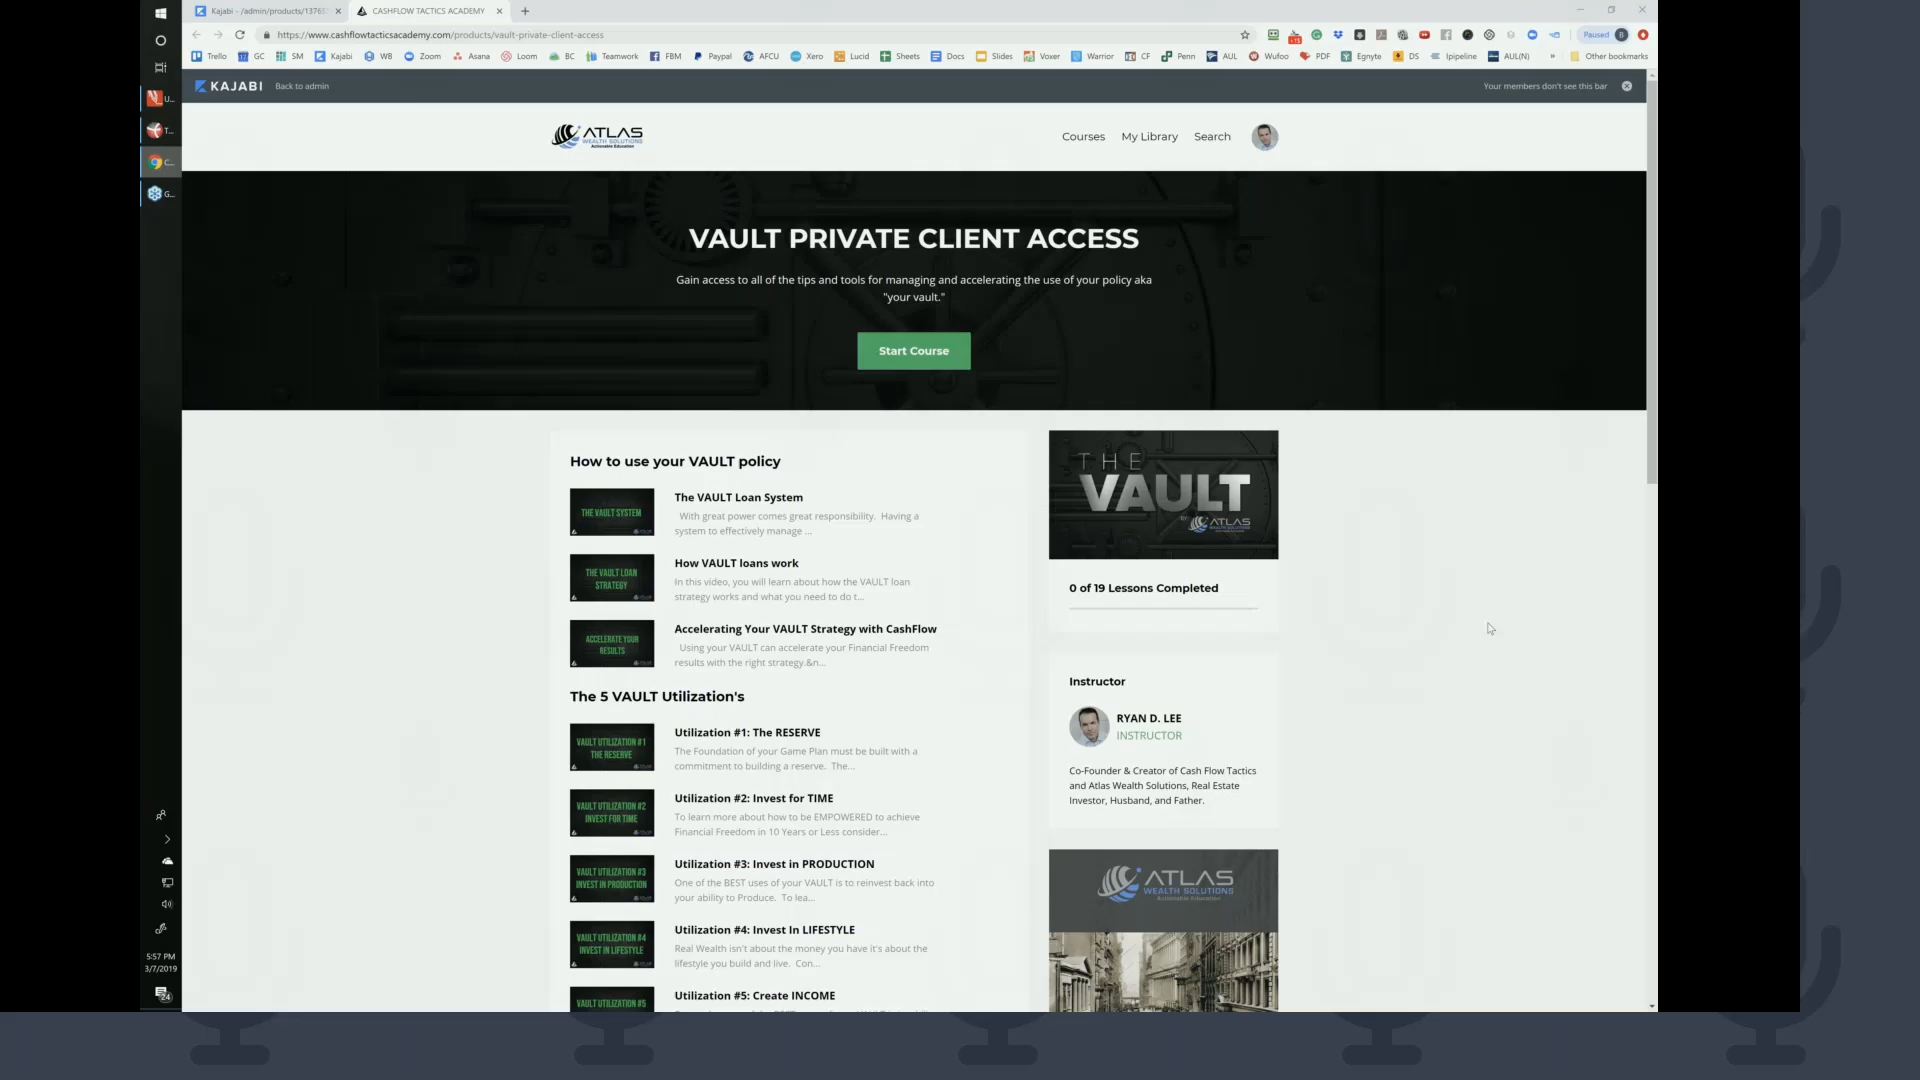 Kajabi - /admin/products/1376
CASHFLOW TACTICS ACADEMY
https://www.cashflowtacticsacademy.com/products/vault-private-client-access
Paused B
Trello GC SM Kajabi WB Zoom Asana Loom BC Teamwork FBM Paypal AFCU Xero Lucid Sheets Docs Slides Voxer Warrior CF Penn AUL Wufoo PDF Egnyte DS Ipipeline AUL(N) » Other bookmarks
KAJABI Back to admin
Your members don't see this bar
U...
T...
C...
G...
ATLAS
WEALTH SOLUTIONS
Actionable Education
Courses My Library Search
VAULT PRIVATE CLIENT ACCESS
Gain access to all of the tips and tools for managing and accelerating the use of your policy aka
"your vault."
Start Course
How to use your VAULT policy
THE VAULT SYSTEM
The VAULT Loan System
With great power comes great responsibility. Having a
system to effectively manage ...
THE VAULT LOAN
STRATEGY
How VAULT loans work
In this video, you will learn about how the VAULT loan
strategy works and what you need to do t...
ACCELERATE YOUR
RESULTS
Accelerating Your VAULT Strategy with CashFlow
Using your VAULT can accelerate your Financial Freedom
results with the right strategy.&n...
The 5 VAULT Utilization's
VAULT UTILIZATION #1
THE RESERVE
Utilization #1: The RESERVE
The Foundation of your Game Plan must be built with a
commitment to building a reserve. The...
VAULT UTILIZATION #2
INVEST FOR TIME
Utilization #2: Invest for TIME
To learn more about how to be EMPOWERED to achieve
Financial Freedom in 10 Years or Less consider...
VAULT UTILIZATION #3
INVEST IN PRODUCTION
Utilization #3: Invest in PRODUCTION
One of the BEST uses of your VAULT is to reinvest back into
your ability to Produce. To lea...
VAULT UTILIZATION #4
INVEST IN LIFESTYLE
Utilization #4: Invest In LIFESTYLE
Real Wealth isn't about the money you have it's about the
lifestyle you build and live. Con...
VAULT UTILIZATION #5
Utilization #5: Create INCOME
THE
VAULT
by ATLAS
0 of 19 Lessons Completed
Instructor
RYAN D. LEE
INSTRUCTOR
Co-Founder & Creator of Cash Flow Tactics
and Atlas Wealth Solutions, Real Estate
Investor, Husband, and Father.
ATLAS
WEALTH SOLUTIONS
Actionable Education
5:57 PM
3/7/2019
24